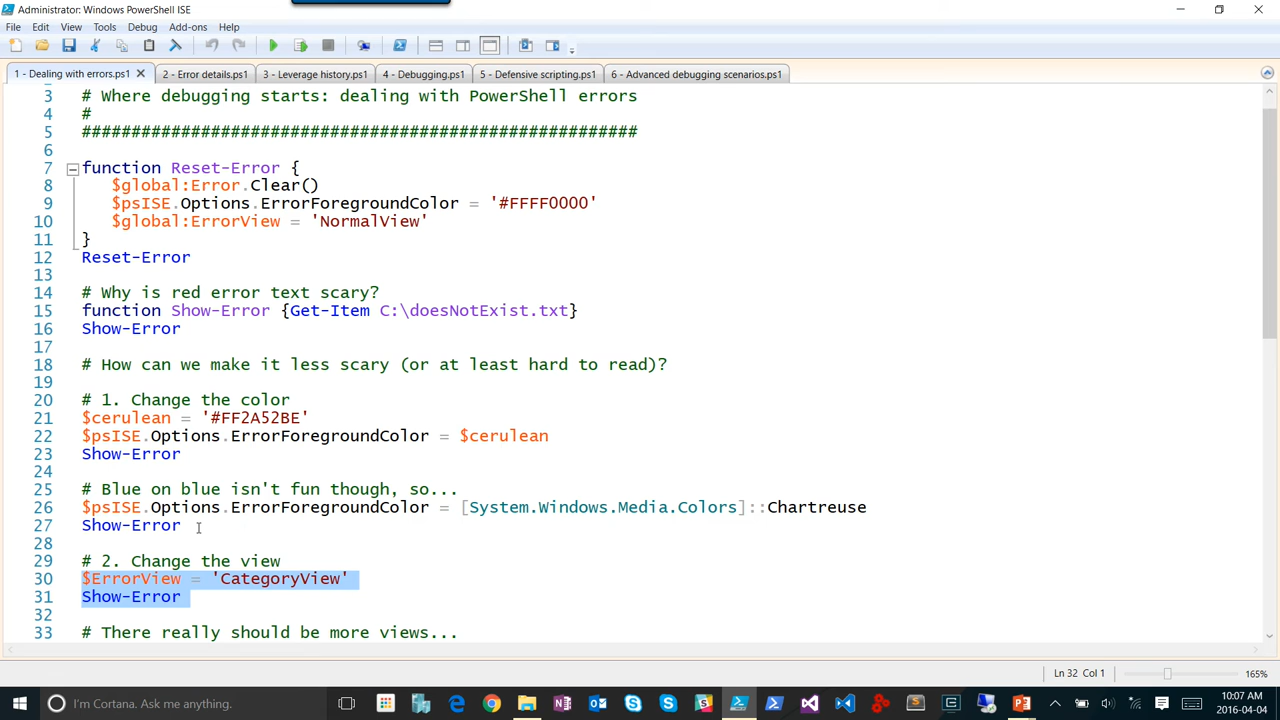 Administrator: Windows PowerShell ISE
File Edit View Tools Debug Add-ons Help
1 - Dealing with errors.ps1 2 - Error details.ps1 3 - Leverage history.ps1 4 - Debugging.ps1 5 - Defensive scripting.ps1 6 - Advanced debugging scenarios.ps1
3 # Where debugging starts: dealing with PowerShell errors
4 #
5 ########################################################
6
7 function Reset-Error {
8 $global:Error.Clear()
9 $psISE.Options.ErrorForegroundColor = '#FFFF0000'
10 $global:ErrorView = 'NormalView'
11 }
12 Reset-Error
13
14 # Why is red error text scary?
15 function Show-Error {Get-Item C:\doesNotExist.txt}
16 Show-Error
17
18 # How can we make it less scary (or at least hard to read)?
19
20 # 1. Change the color
21 $cerulean = '#FF2A52BE'
22 $psISE.Options.ErrorForegroundColor = $cerulean
23 Show-Error
24
25 # Blue on blue isn't fun though, so...
26 $psISE.Options.ErrorForegroundColor = [System.Windows.Media.Colors]::Chartreuse
27 Show-Error
28
29 # 2. Change the view
30 $ErrorView = 'CategoryView'
31 Show-Error
32
33 # There really should be more views...
Ln 32 Col 1 165%
I'm Cortana. Ask me anything. 10:07 AM
2016-04-04